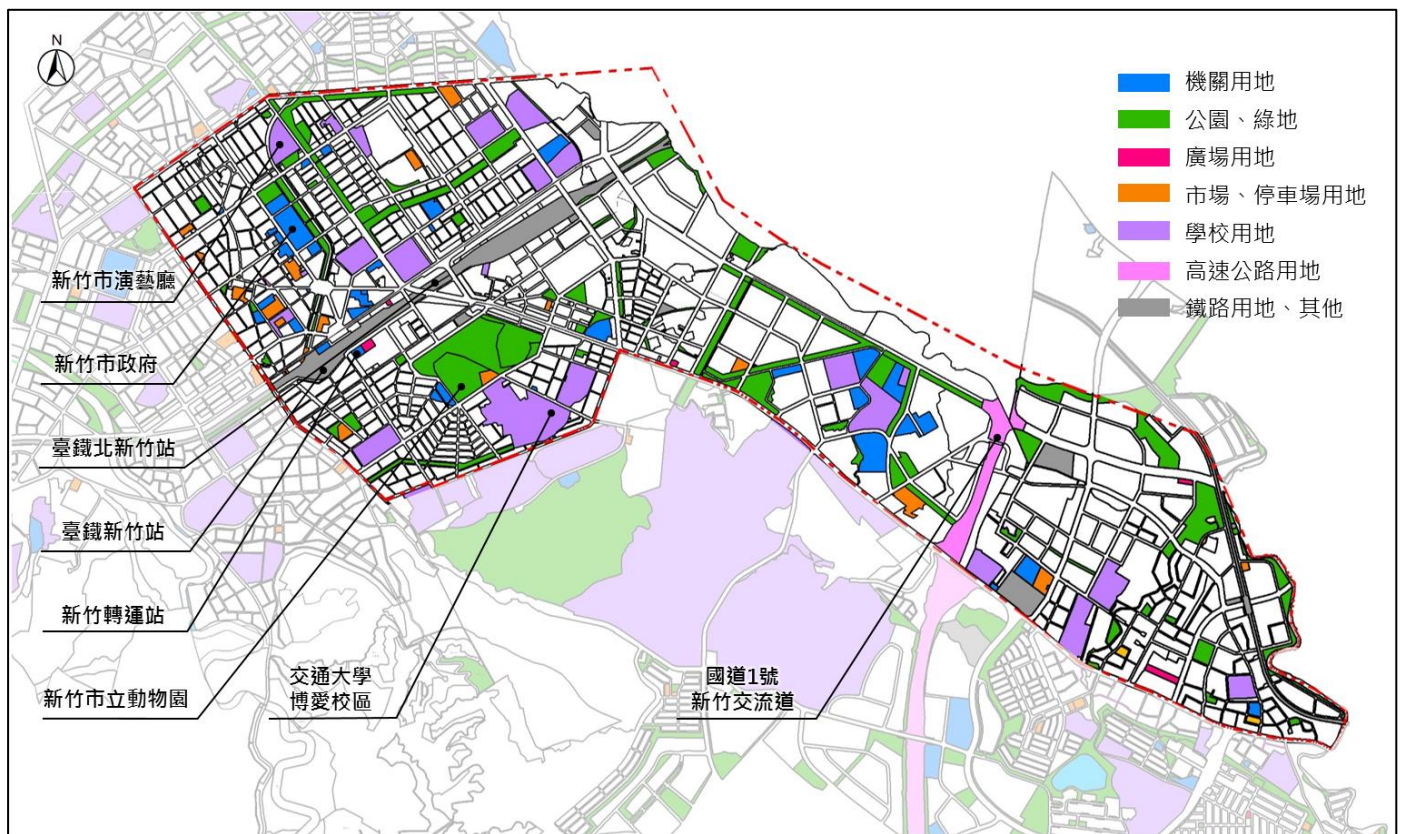 N
機關用地
公園、綠地
廣場用地
市場、停車場用地
學校用地
高速公路用地
鐵路用地、其他
新竹市演藝廳
新竹市政府
臺鐵北新竹站
臺鐵新竹站
新竹轉運站
新竹市立動物園
交通大學
博愛校區
國道1號
新竹交流道